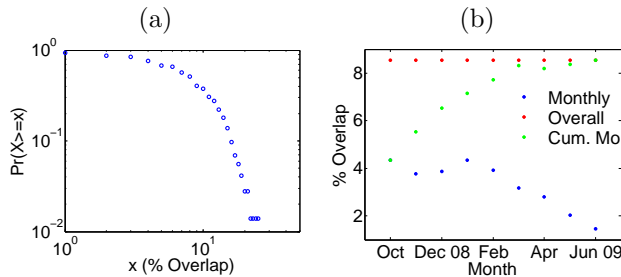 (a)
10^0
10^-1
10^-2
Pr(X>=x)
10^0
10^1
x (% Overlap)
(b)
8
6
4
2
% Overlap
Monthly
Overall
Cum. Mo
Oct Dec 08 Feb Apr Jun 09
Month